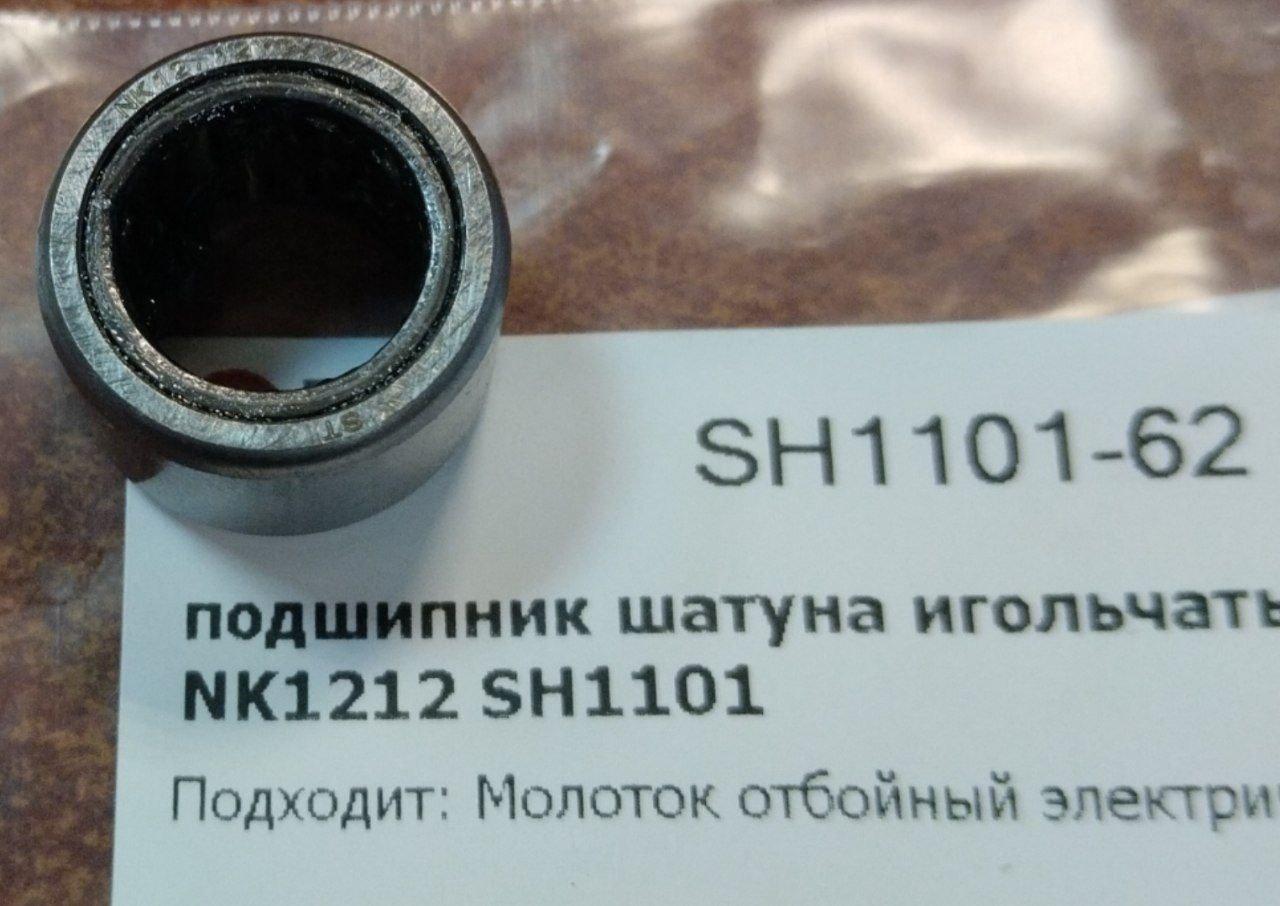 SH1101-62
подшипник шатуна игольчаты
NK1212 SH1101
Подходит: Молоток отбойный электри